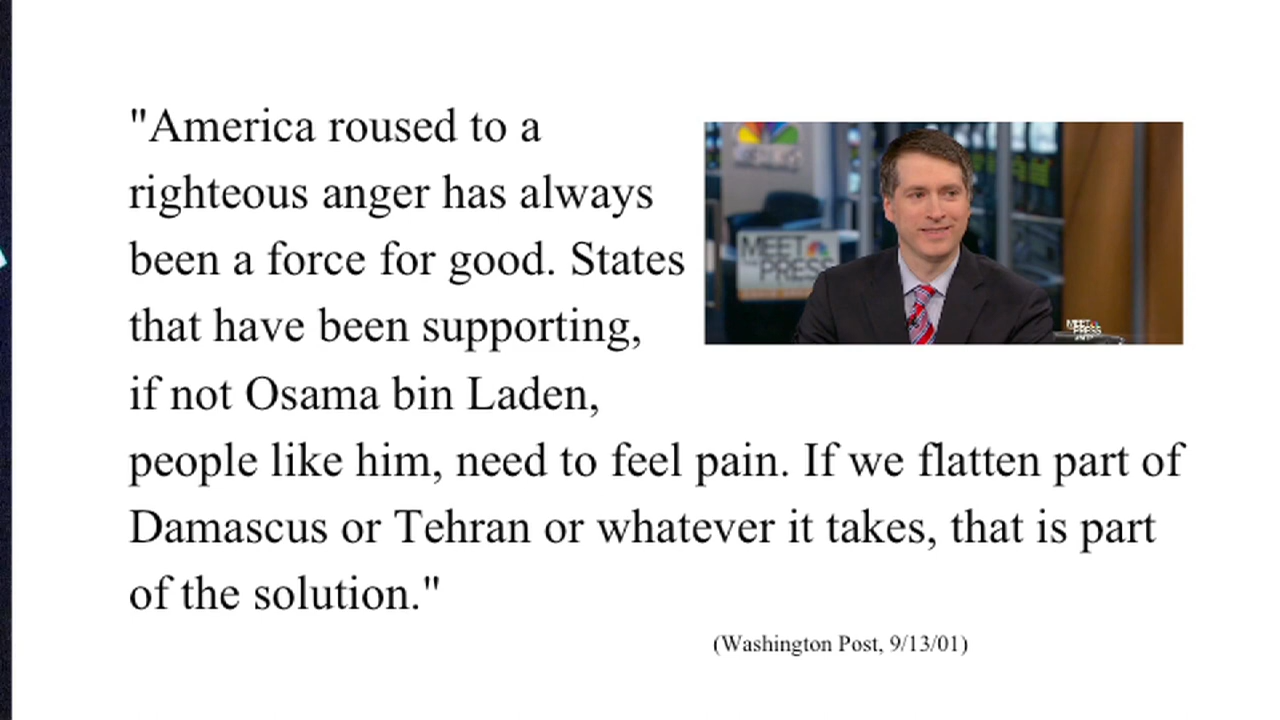 "America roused to a
righteous anger has always
been a force for good. States
that have been supporting,
if not Osama bin Laden,
people like him, need to feel pain. If we flatten part of
Damascus or Tehran or whatever it takes, that is part
of the solution."
(Washington Post, 9/13/01)
MEET
PRESS
MEET
PRESS